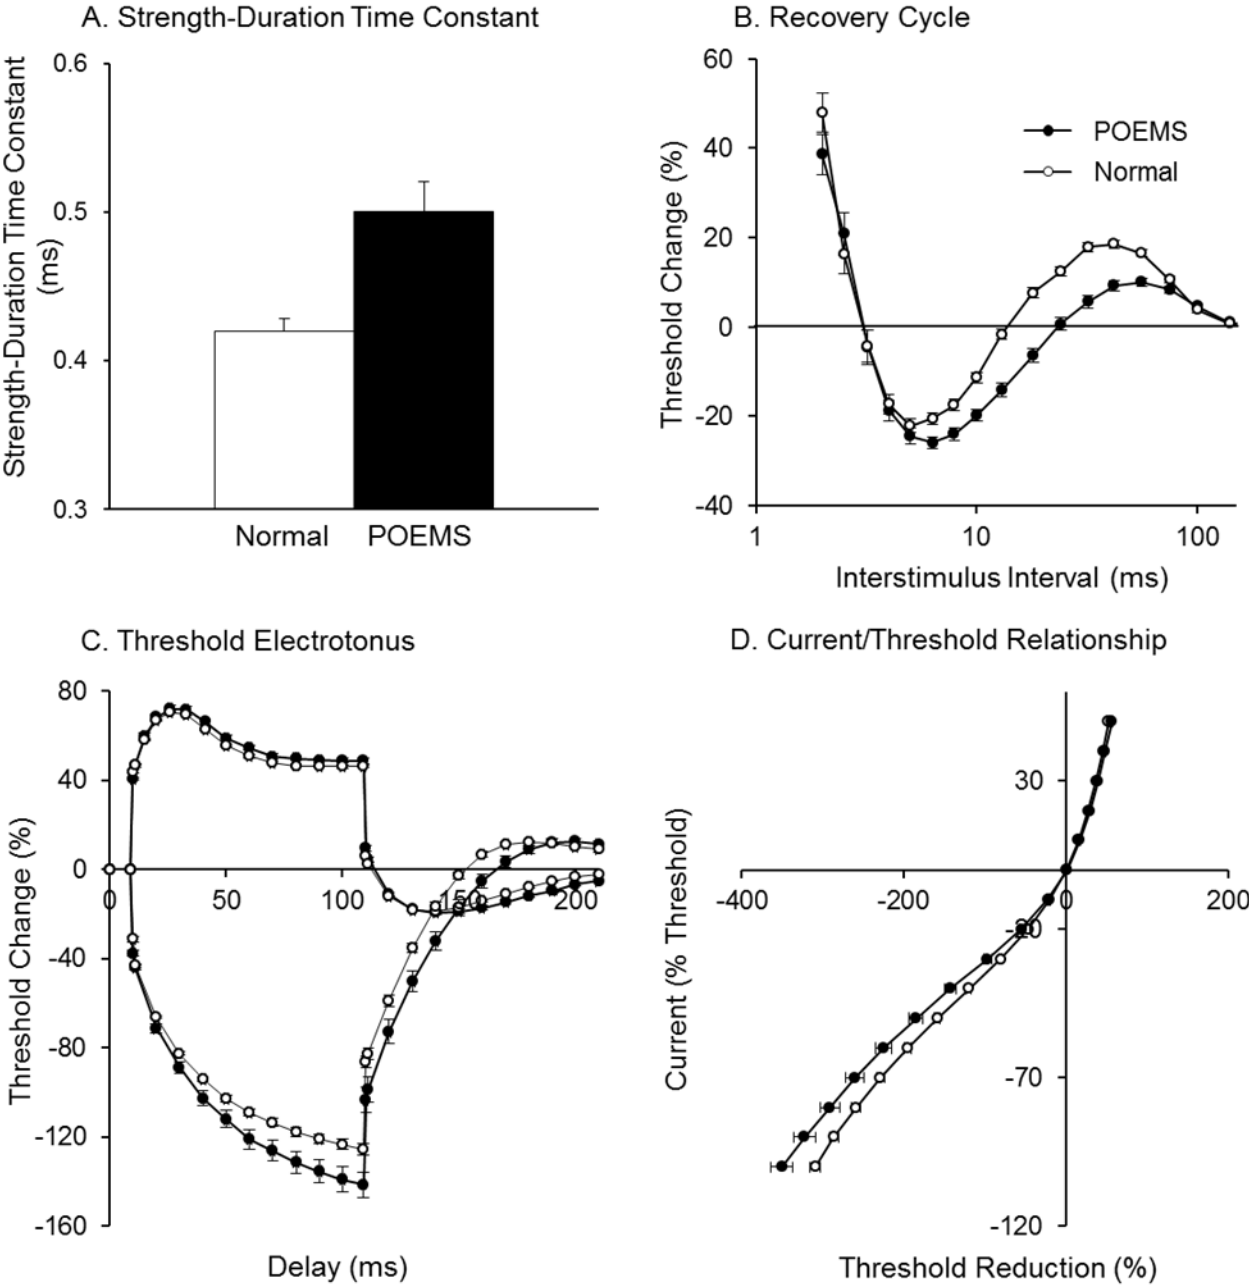 A. Strength-Duration Time Constant
Strength-Duration Time Constant
(ms)
0.6
0.5
0.4
0.3
Normal
POEMS
B. Recovery Cycle
Threshold Change (%)
60
40
20
0
-20
-40
POEMS
Normal
1
10
100
Interstimulus Interval (ms)
C. Threshold Electrotonus
Threshold Change (%)
80
40
0
-40
-80
-120
-160
0
50
100
150
200
Delay (ms)
D. Current/Threshold Relationship
Current (% Threshold)
30
-400
-200
0
200
-20
-70
-120
Threshold Reduction (%)